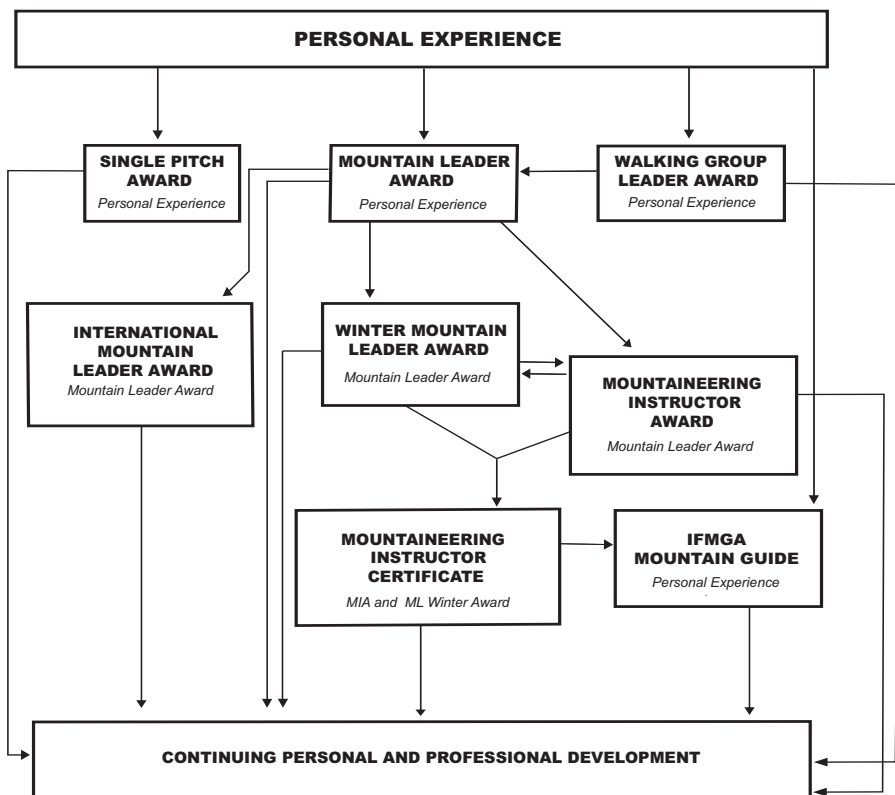 PERSONAL EXPERIENCE
SINGLE PITCH
AWARD
Personal Experience
MOUNTAIN LEADER
AWARD
Personal Experience
WALKING GROUP
LEADER AWARD
Personal Experience
INTERNATIONAL
MOUNTAIN
LEADER AWARD
Mountain Leader Award
WINTER MOUNTAIN
LEADER AWARD
Mountain Leader Award
MOUNTAINEERING
INSTRUCTOR
AWARD
Mountain Leader Award
MOUNTAINEERING
INSTRUCTOR
CERTIFICATE
MIA and ML Winter Award
IFMGA
MOUNTAIN GUIDE
Personal Experience
CONTINUING PERSONAL AND PROFESSIONAL DEVELOPMENT